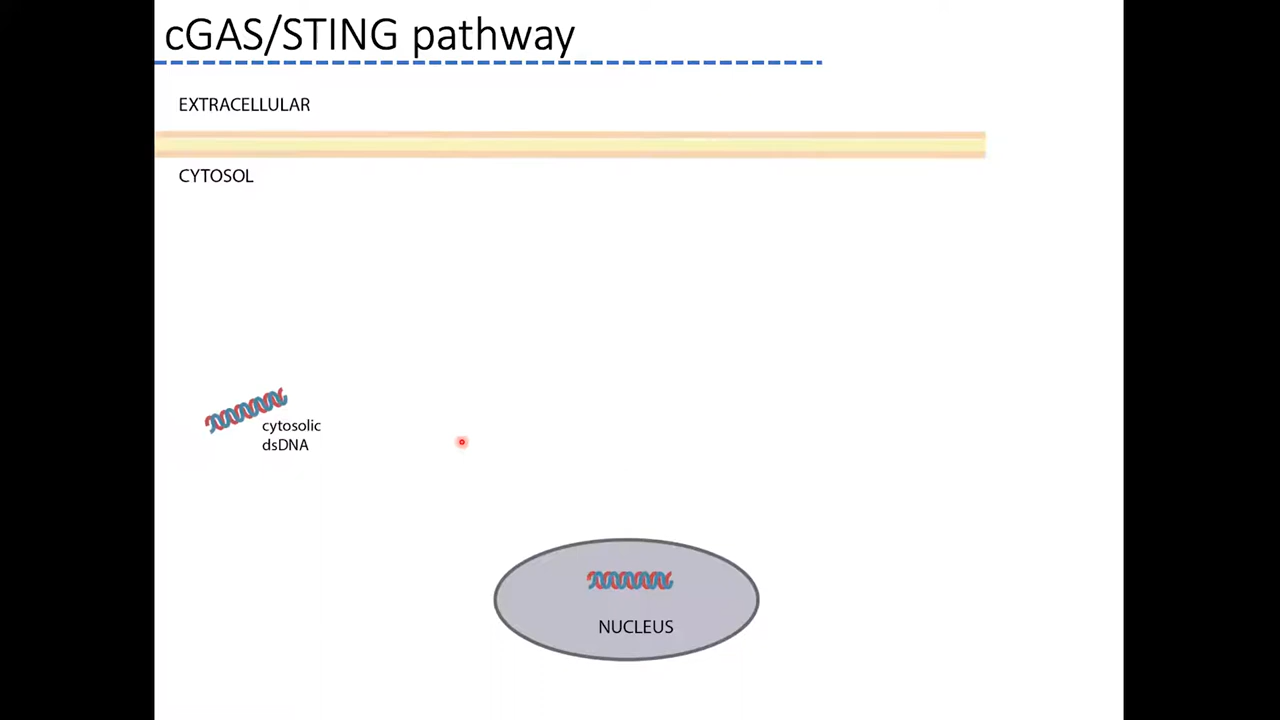 cGAS/STING pathway
EXTRACELLULAR
CYTOSOL
cytosolic
dsDNA
NUCLEUS